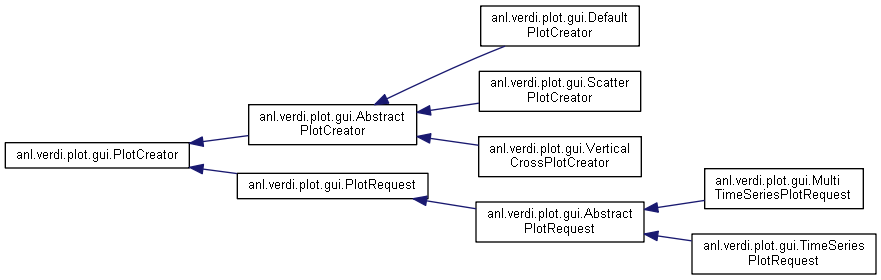 anl.verdi.plot.gui.Default
PlotCreator
anl.verdi.plot.gui.Scatter
PlotCreator
anl.verdi.plot.gui.Abstract
PlotCreator
anl.verdi.plot.gui.Vertical
CrossPlotCreator
anl.verdi.plot.gui.PlotCreator
anl.verdi.plot.gui.PlotRequest
anl.verdi.plot.gui.Multi
TimeSeriesPlotRequest
anl.verdi.plot.gui.Abstract
PlotRequest
anl.verdi.plot.gui.TimeSeries
PlotRequest